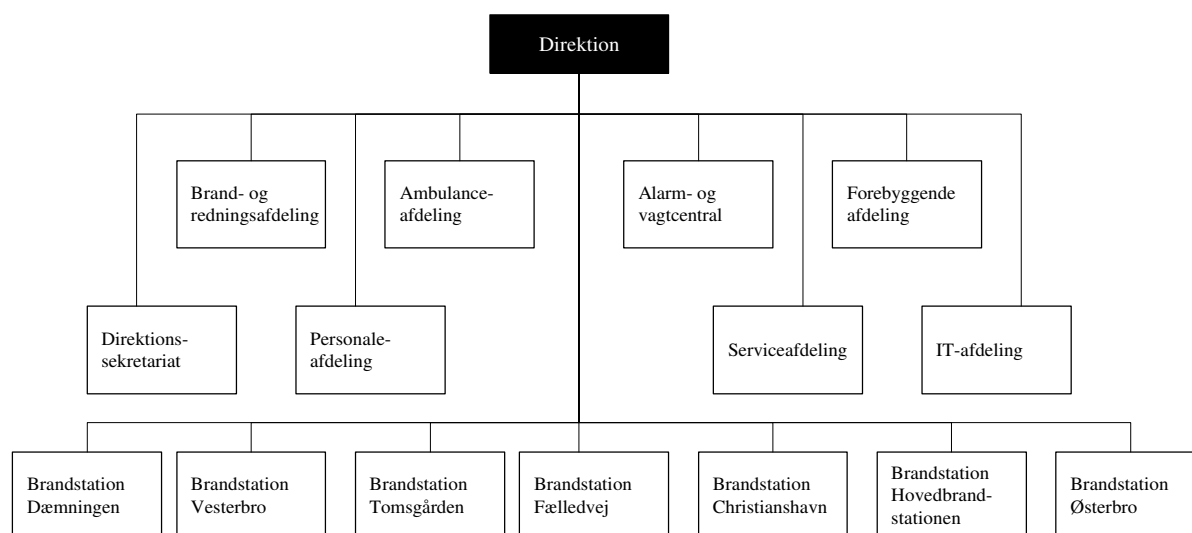 Direktion
Brand- og
redningsafdeling
Ambulance-
afdeling
Alarm- og
vagtcentral
Forebyggende
afdeling
Direktions-
sekretariat
Personale-
afdeling
Serviceafdeling
IT-afdeling
Brandstation
Dæmningen
Brandstation
Vesterbro
Brandstation
Tomsgården
Brandstation
Fælledvej
Brandstation
Christianshavn
Brandstation
Hovedbrand-
stationen
Brandstation
Østerbro